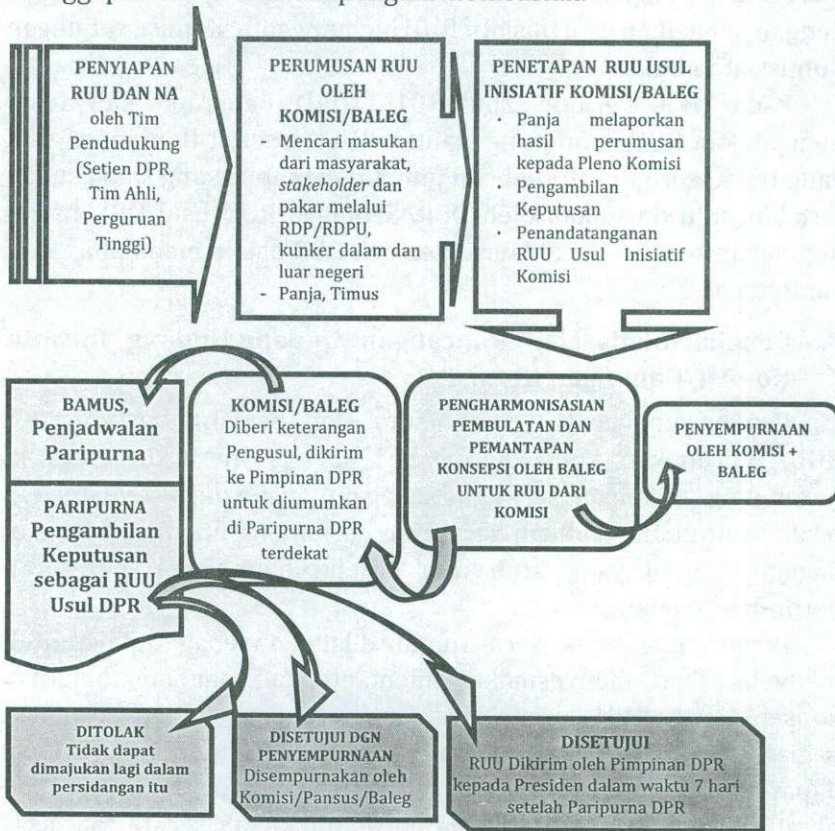 PENYIAPAN
RUU DAN NA
oleh Tim
Pendudukung
(Setjen DPR,
Tn.Ahli,
Perguruan
Tinggi)
PERUMUSAN RUU
OLEH
KOMISI/BALEG
- Mencari masukan
dari masyarakat,
stakeholder dan
pakar melalui
RDP/RDPU,
kunker dalam dan
luar negeri
- Panja, Timus
PENETAPAN RUU USUL
INISIATIF KOMISI/BALEG
• Panja melaporkan
hasil perumusan
kepada Pleno Komisi
• Pengambilan
Keputusan
• Penandatanganan
RUU Usul Inisiatif
Komisi
BAMUS,
Penjadwalan
Paripurna
KOMISI/BALEG
Diberi keterangan
Pengusul, dikirim
ke Pimpinan DPR
untuk diumumkan
di Paripurna DPR
terdekat
PENGHAMONISASIAN
PEMBULATAN DAN
PEMANTAPAN
KONSEPSI OLEH BALEG
UNTUK RUU DARI
KOMISI
PENYEMPURNAAN
OLEH KOMISI +
BALEG
PARIPURNA
Pengambilan
Keputusan
sebagai RUU
Usul DPR
DITOLAK
Tidak dapat
dimajukan lagi dalam
persidangan itu
DISETUJUI DGN
PENYEMPURNAAN
Disempurnakan oleh
Komisi/Pansus/Baleg
DISETUJUI
RUU Dikirim oleh Pimpinan DPR
kepada Presiden dalam waktu 7 hari
setelah Paripurna DPR